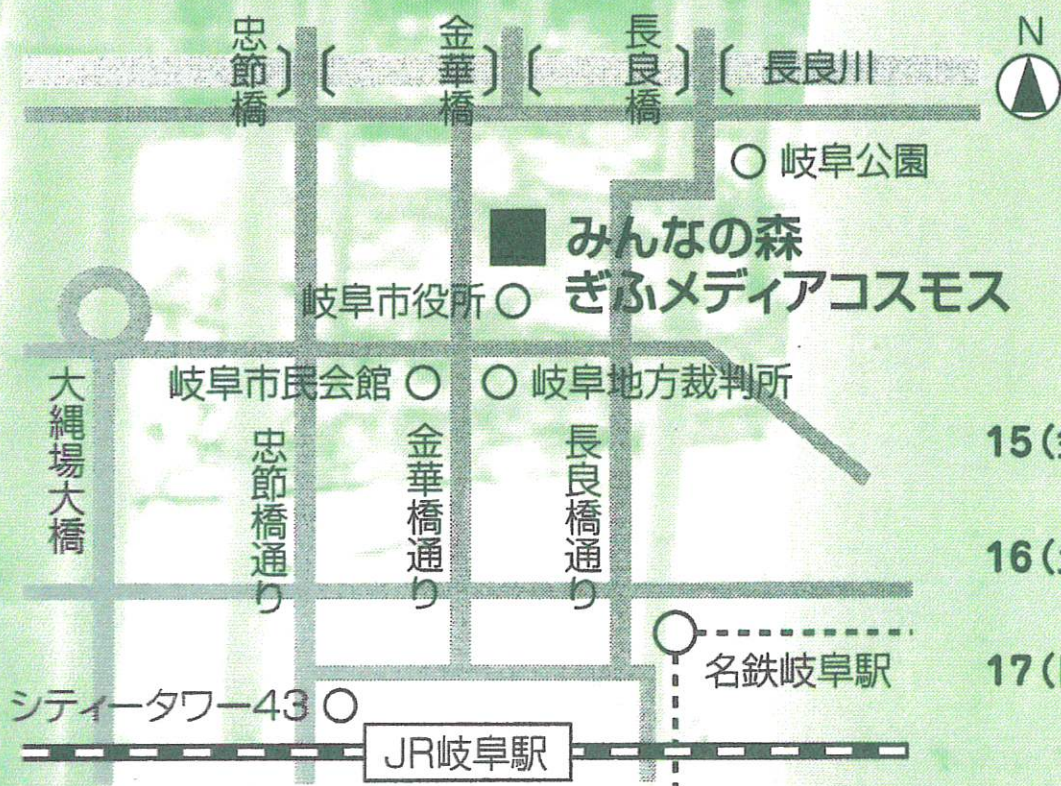 忠節橋
金華橋
長良橋
長良川
N
岐阜公園
みんなの森
ぎふメディアコスモス
岐阜市役所
岐阜市民会館
岐阜地方裁判所
大縄場大橋
忠節橋通り
金華橋通り
長良橋通り
15(
16(
17(
名鉄岐阜駅
シティータワー43
JR岐阜駅